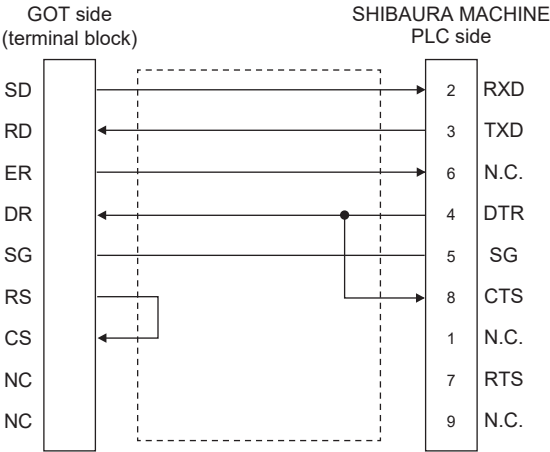 GOT side
(terminal block)
SHIBAURA MACHINE
PLC side
SD 2 RXD
RD 3 TXD
ER 6 N.C.
DR 4 DTR
SG 5 SG
RS 8 CTS
CS 1 N.C.
NC 7 RTS
NC 9 N.C.